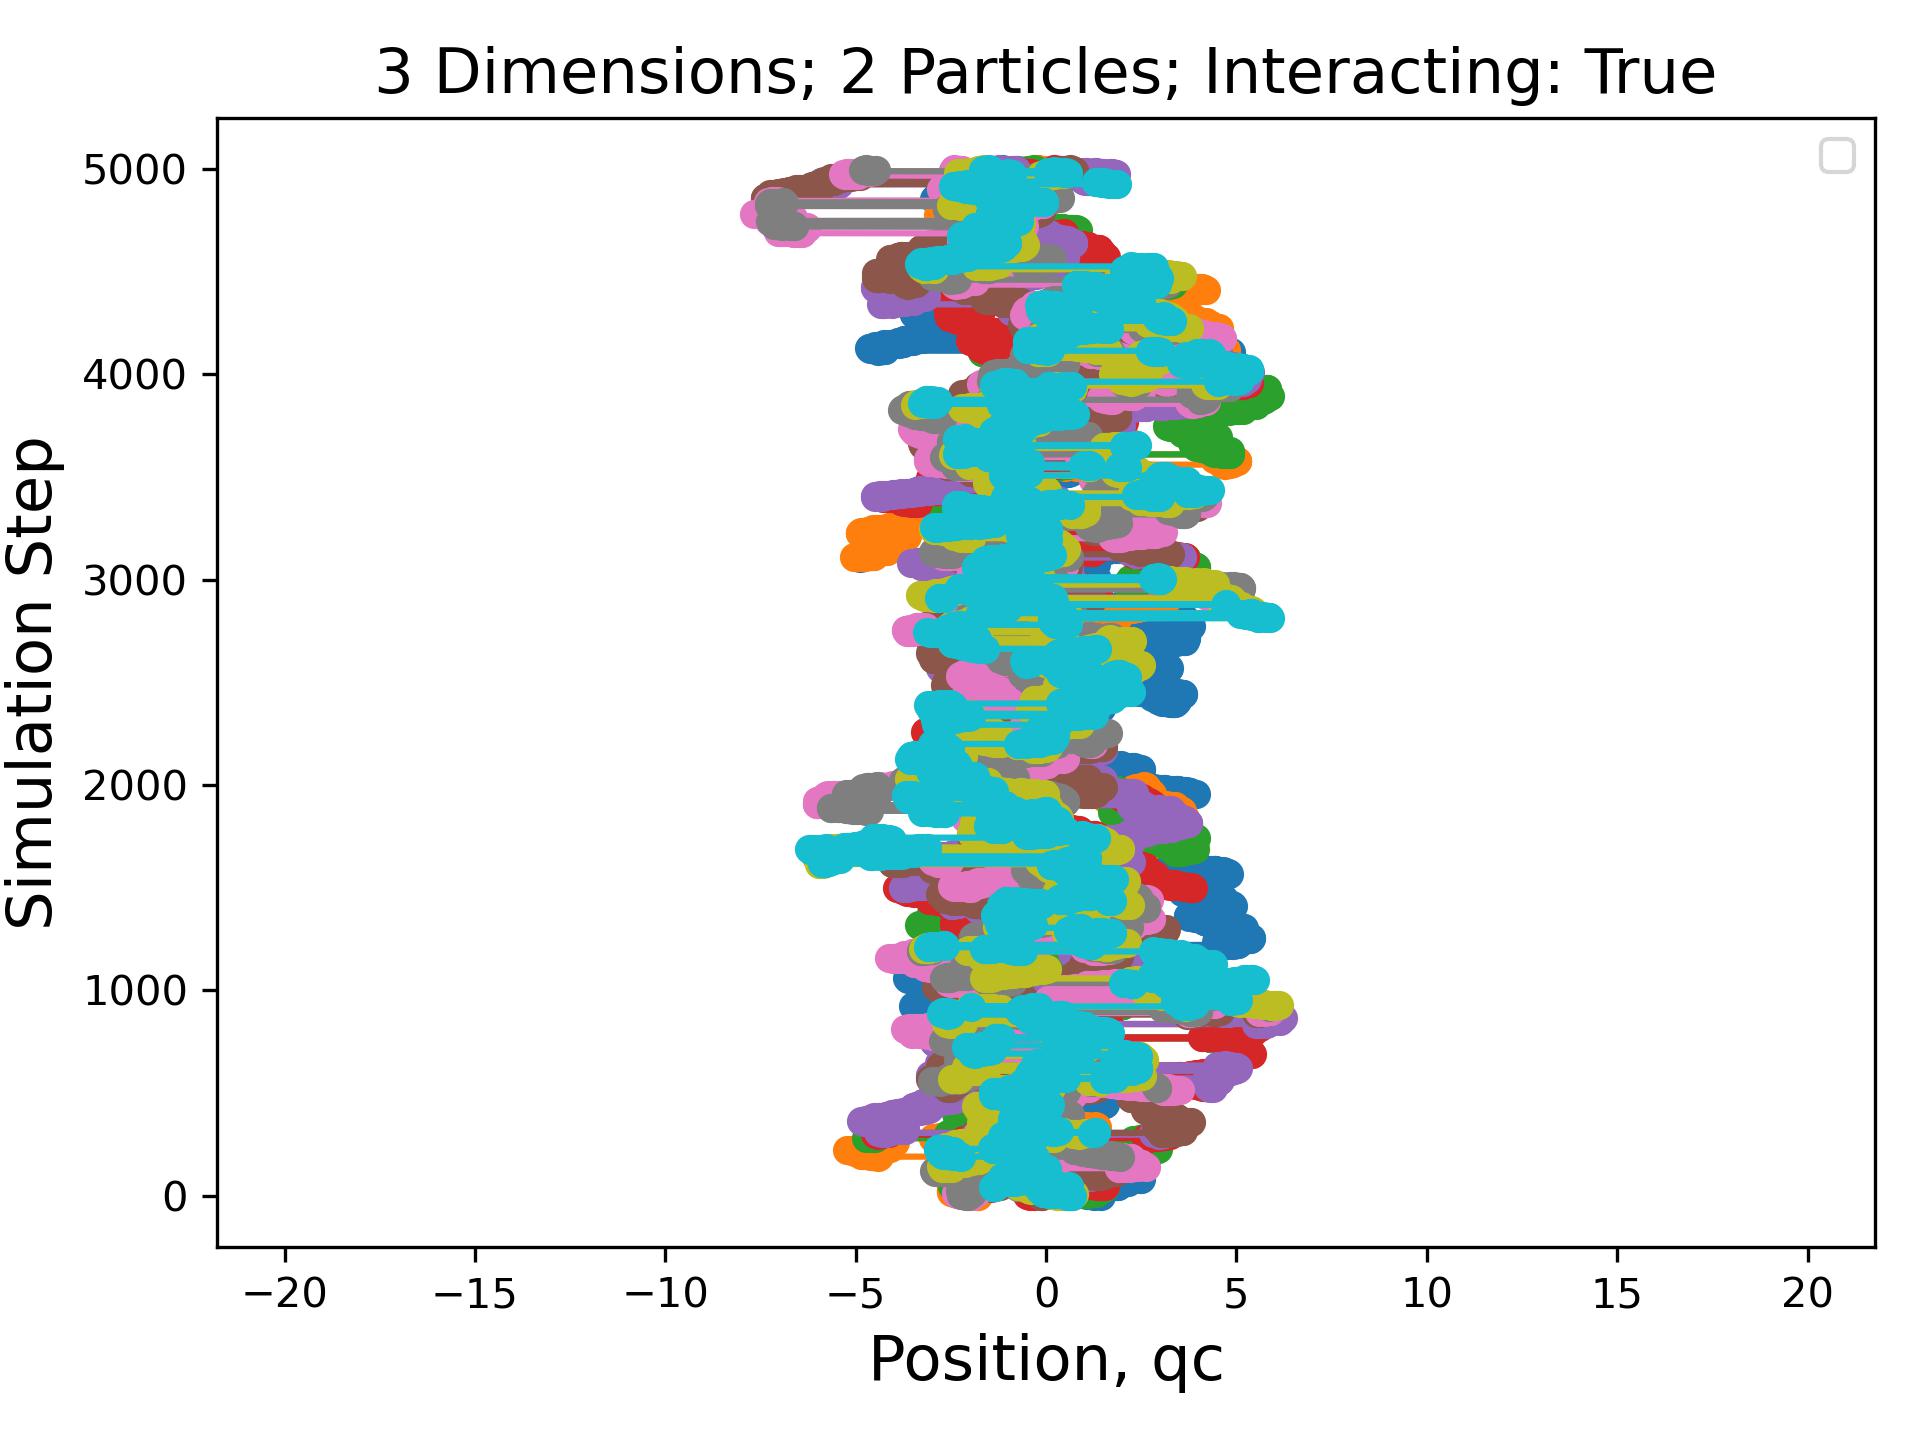 3 Dimensions; 2 Particles; Interacting: True
5000
4000
3000
2000
1000
0
Simulation Step
−20 −15 −10 −5 0 5 10 15 20
Position, qc